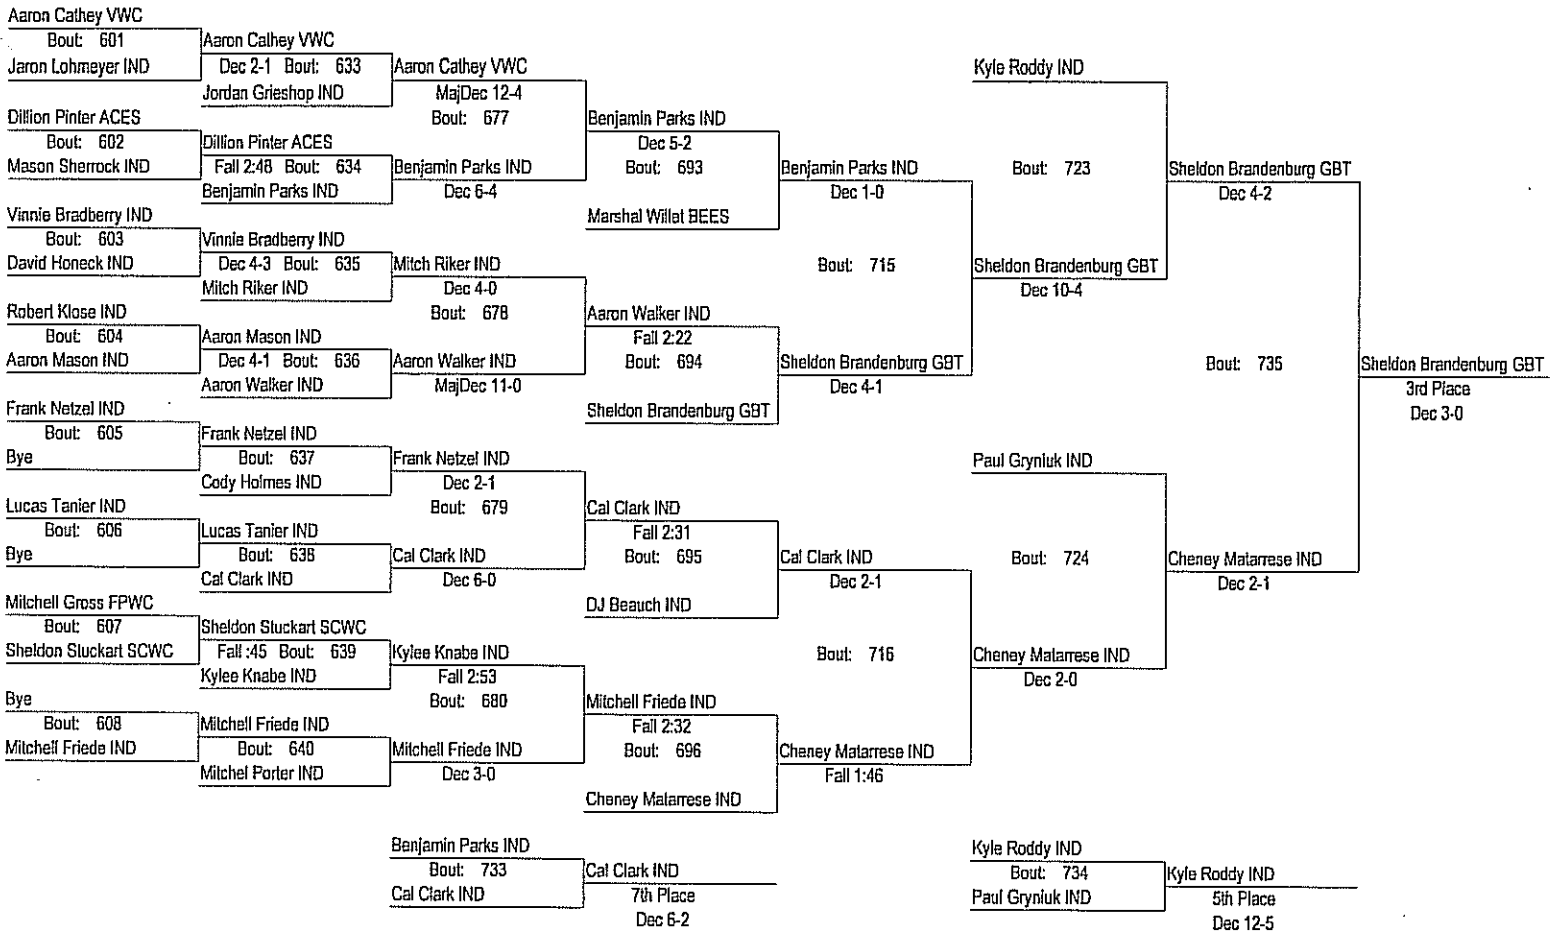 Aaron Cathey VWC
Bout: 601
Jaron Lohmeyer IND
Dillion Pinter ACES
Bout: 602
Mason Sherrock IND
Vinnie Bradberry IND
Bout: 603
David Honeck IND
Robert Klose IND
Bout: 604
Aaron Mason IND
Frank Netzel IND
Bout: 605
Bye
Lucas Tanier IND
Bout: 606
Bye
Mitchell Gross FPWC
Bout: 607
Sheldon Stuckart SCWC
Bye
Bout: 608
Mitchell Friede IND
Aaron Cathey VWC
Dec 2-1 Bout: 633
Jordan Grieshop IND
Dillion Pinter ACES
Fall 2:48 Bout: 634
Benjamin Parks IND
Vinnie Bradberry IND
Dec 4-3 Bout: 635
Mitch Riker IND
Aaron Mason IND
Dec 4-1 Bout: 636
Aaron Walker IND
Frank Netzel IND
Bout: 637
Cody Holmes IND
Lucas Tanier IND
Bout: 638
Cal Clark IND
Sheldon Stuckart SCWC
Fall :45 Bout: 639
Kylee Knabe IND
Mitchell Friede IND
Bout: 640
Mitchel Porter IND
Aaron Cathey VWC
MajDec 12-4
Bout: 677
Benjamin Parks IND
Dec 6-4
Mitch Riker IND
Dec 4-0
Bout: 678
Aaron Walker IND
MajDec 11-0
Frank Netzel IND
Dec 2-1
Bout: 679
Cal Clark IND
Dec 6-0
Kylee Knabe IND
Fall 2:53
Bout: 680
Mitchell Friede IND
Dec 3-0
Benjamin Parks IND
Dec 5-2
Bout: 693
Marshal Willet BEES
Aaron Walker IND
Fall 2:22
Bout: 694
Sheldon Brandenburg GBT
Cal Clark IND
Fall 2:31
Bout: 695
DJ Beauch IND
Mitchell Friede IND
Fall 2:32
Bout: 696
Cheney Matarrese IND
Benjamin Parks IND
Dec 1-0
Bout: 715
Sheldon Brandenburg GBT
Dec 4-1
Cal Clark IND
Dec 2-1
Bout: 716
Cheney Matarrese IND
Fall 1:46
Kyle Roddy IND
Bout: 723
Sheldon Brandenburg GBT
Dec 10-4
Paul Gryniuk IND
Bout: 724
Cheney Matarrese IND
Dec 2-0
Sheldon Brandenburg GBT
Dec 4-2
Bout: 735
Cheney Matarrese IND
Dec 2-1
Sheldon Brandenburg GBT
3rd Place
Dec 3-0
Benjamin Parks IND
Bout: 733
Cal Clark IND
Cal Clark IND
7th Place
Dec 6-2
Kyle Roddy IND
Bout: 734
Paul Gryniuk IND
Kyle Roddy IND
5th Place
Dec 12-5